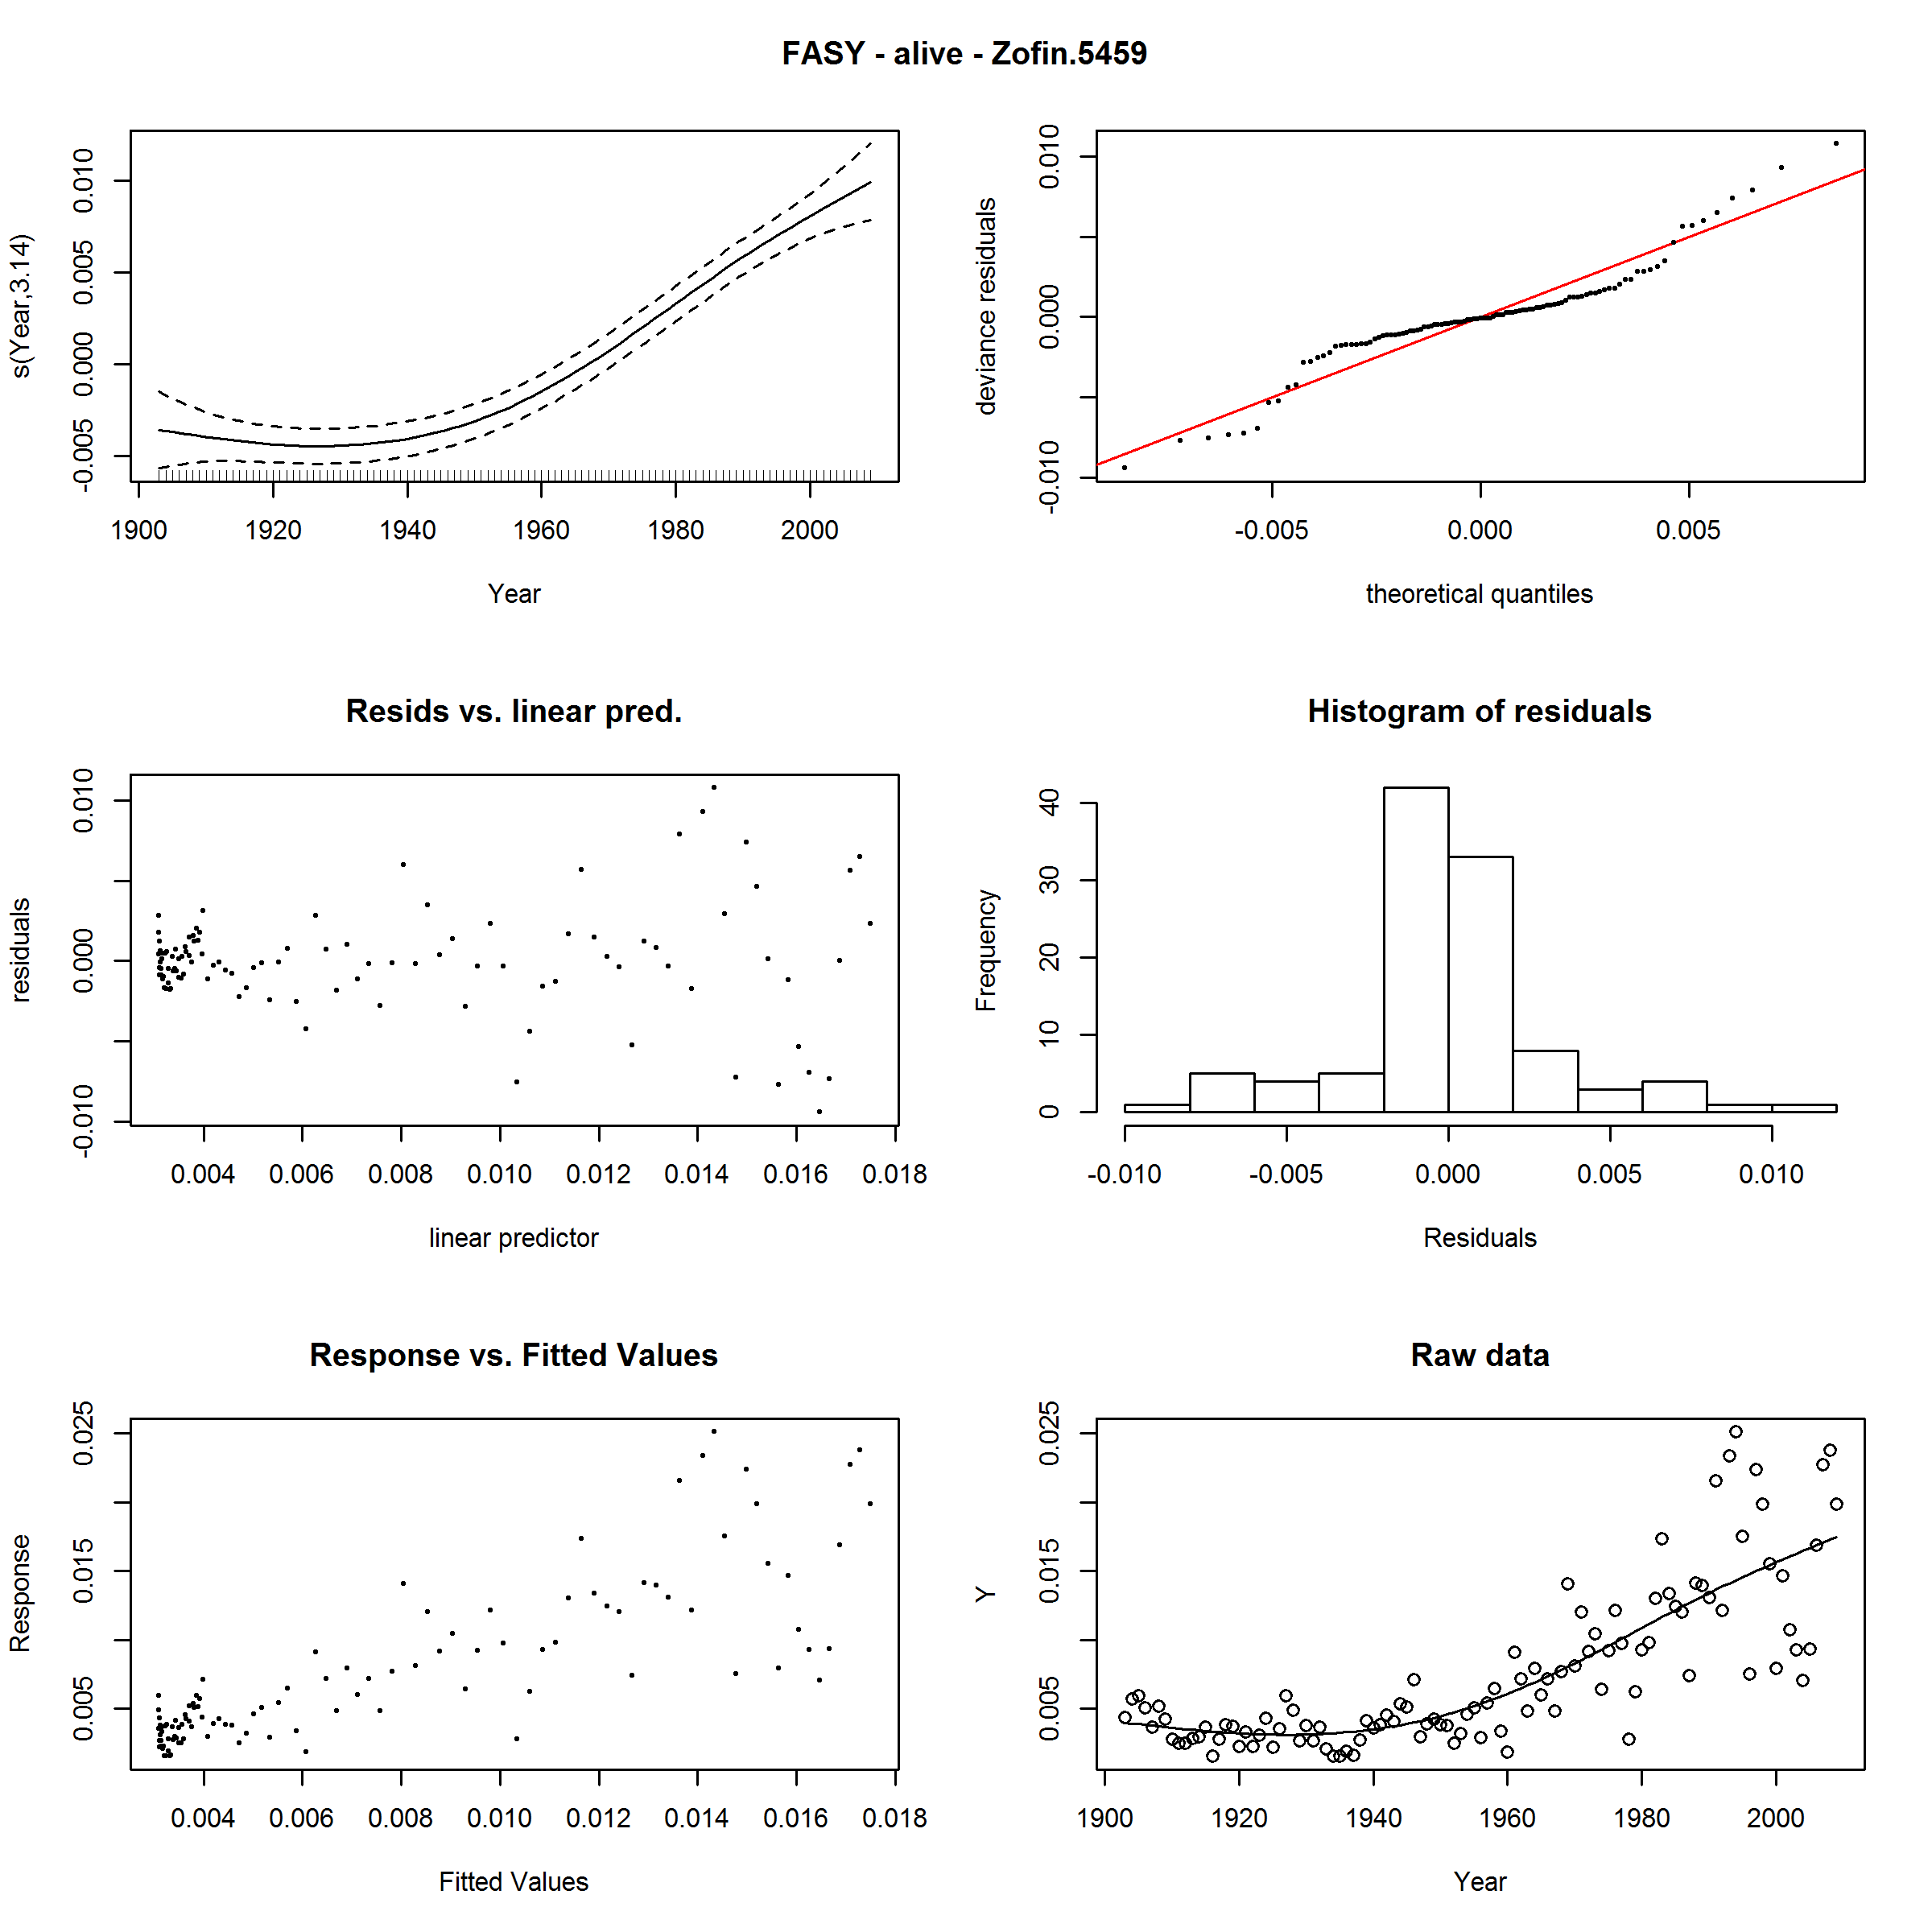 FASY - alive - Zofin.5459
s(Year,3.14)
-0.005 0.000 0.005 0.010
1900 1920 1940 1960 1980 2000
Year
deviance residuals
-0.010 0.000 0.010
-0.005 0.000 0.005
theoretical quantiles
Resids vs. linear pred.
residuals
-0.010 0.000 0.010
0.004 0.006 0.008 0.010 0.012 0.014 0.016 0.018
linear predictor
Histogram of residuals
Frequency
0 10 20 30 40
-0.010 -0.005 0.000 0.005 0.010
Residuals
Response vs. Fitted Values
Response
0.005 0.015 0.025
0.004 0.006 0.008 0.010 0.012 0.014 0.016 0.018
Fitted Values
Raw data
Y
0.005 0.015 0.025
1900 1920 1940 1960 1980 2000
Year